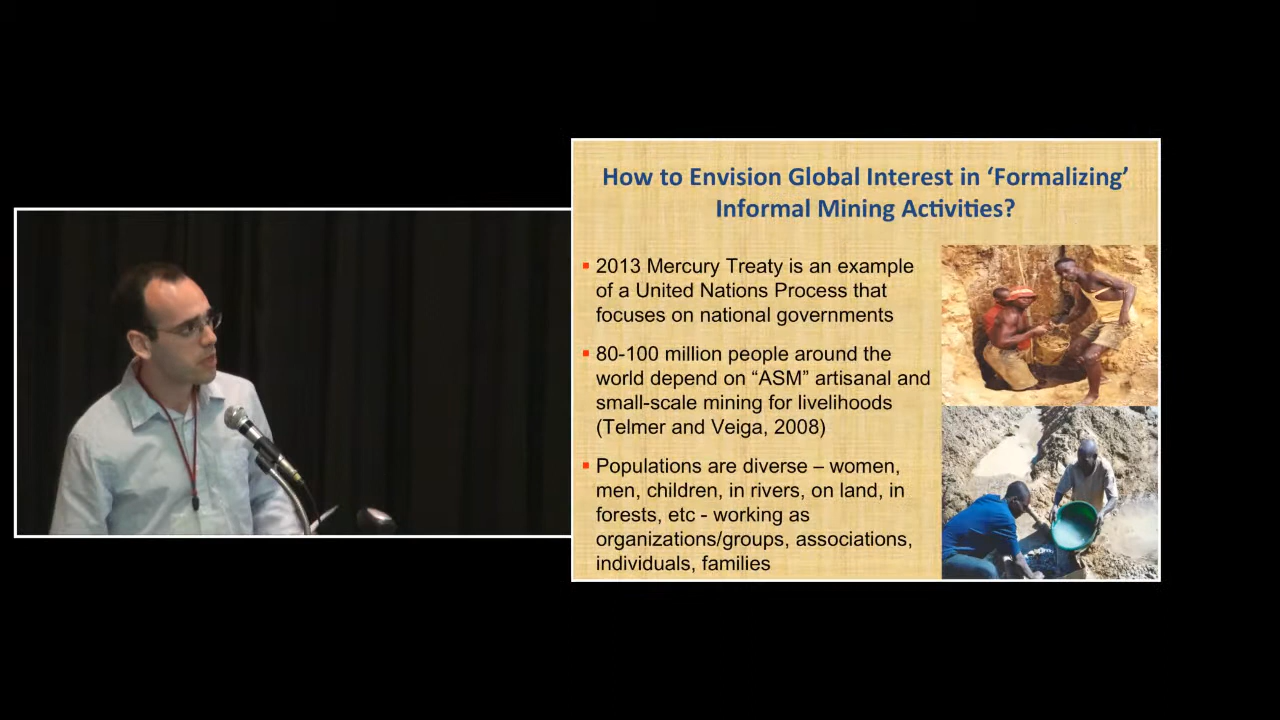 How to Envision Global Interest in ‘Formalizing’
Informal Mining Activities?
▪ 2013 Mercury Treaty is an example
of a United Nations Process that
focuses on national governments
▪ 80-100 million people around the
world depend on “ASM” artisanal and
small-scale mining for livelihoods
(Telmer and Veiga, 2008)
▪ Populations are diverse – women,
men, children, in rivers, on land, in
forests, etc - working as
organizations/groups, associations,
individuals, families